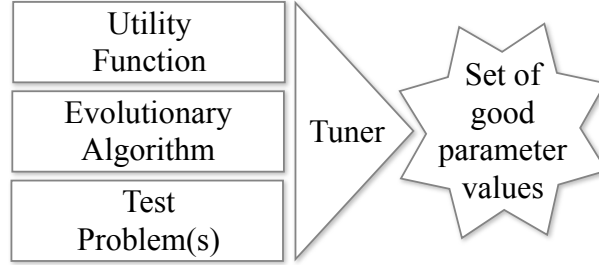 Utility
Function
Evolutionary
Algorithm
Test
Problem(s)
Tuner
Set of
good
parameter
values